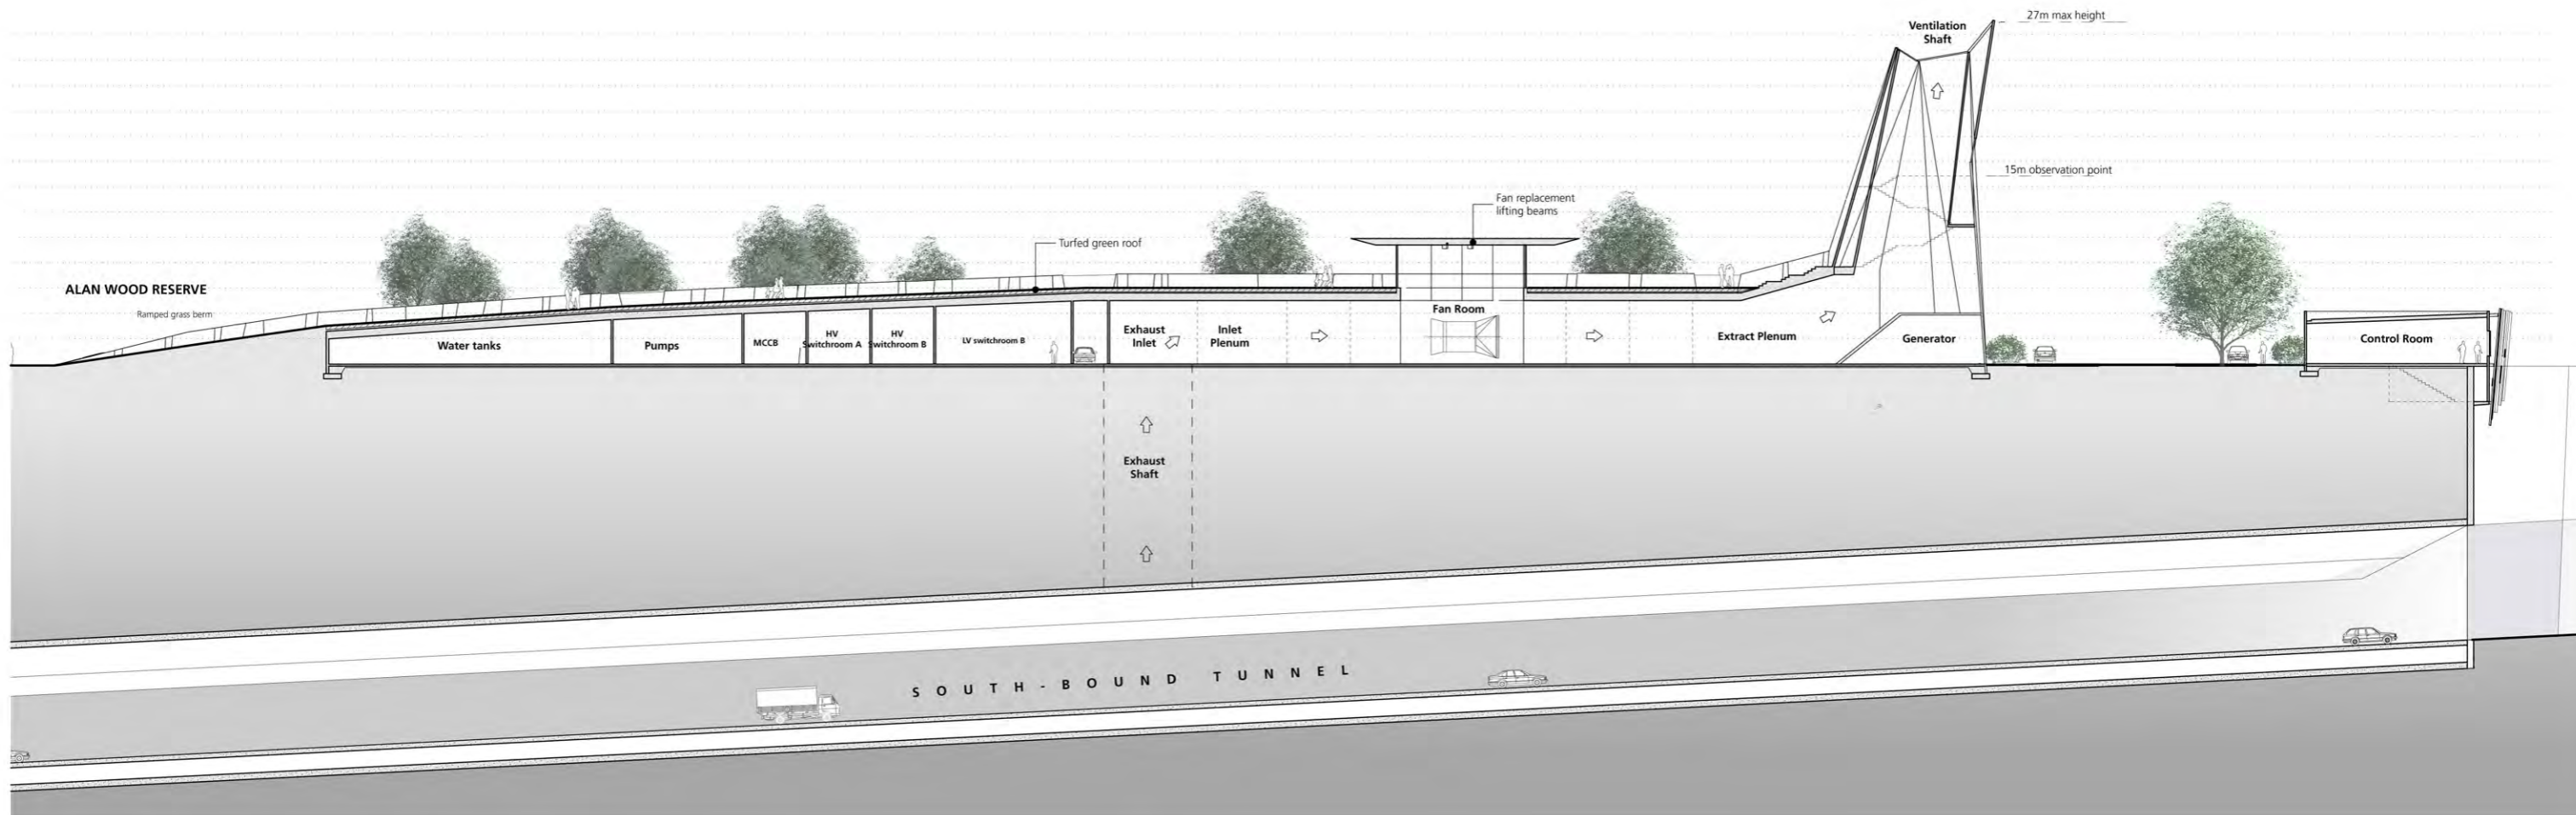 Ventilation
Shaft
27m max height
15m observation point
Fan replacement
lifting beams
Turfed green roof
ALAN WOOD RESERVE
Ramped grass berm
Water tanks
Pumps
MCCB
HV
Switchroom A
HV
Switchroom B
LV switchroom B
Exhaust
Inlet
Inlet
Plenum
Fan Room
Extract Plenum
Generator
Control Room
Exhaust
Shaft
SOUTH-BOUND TUNNEL